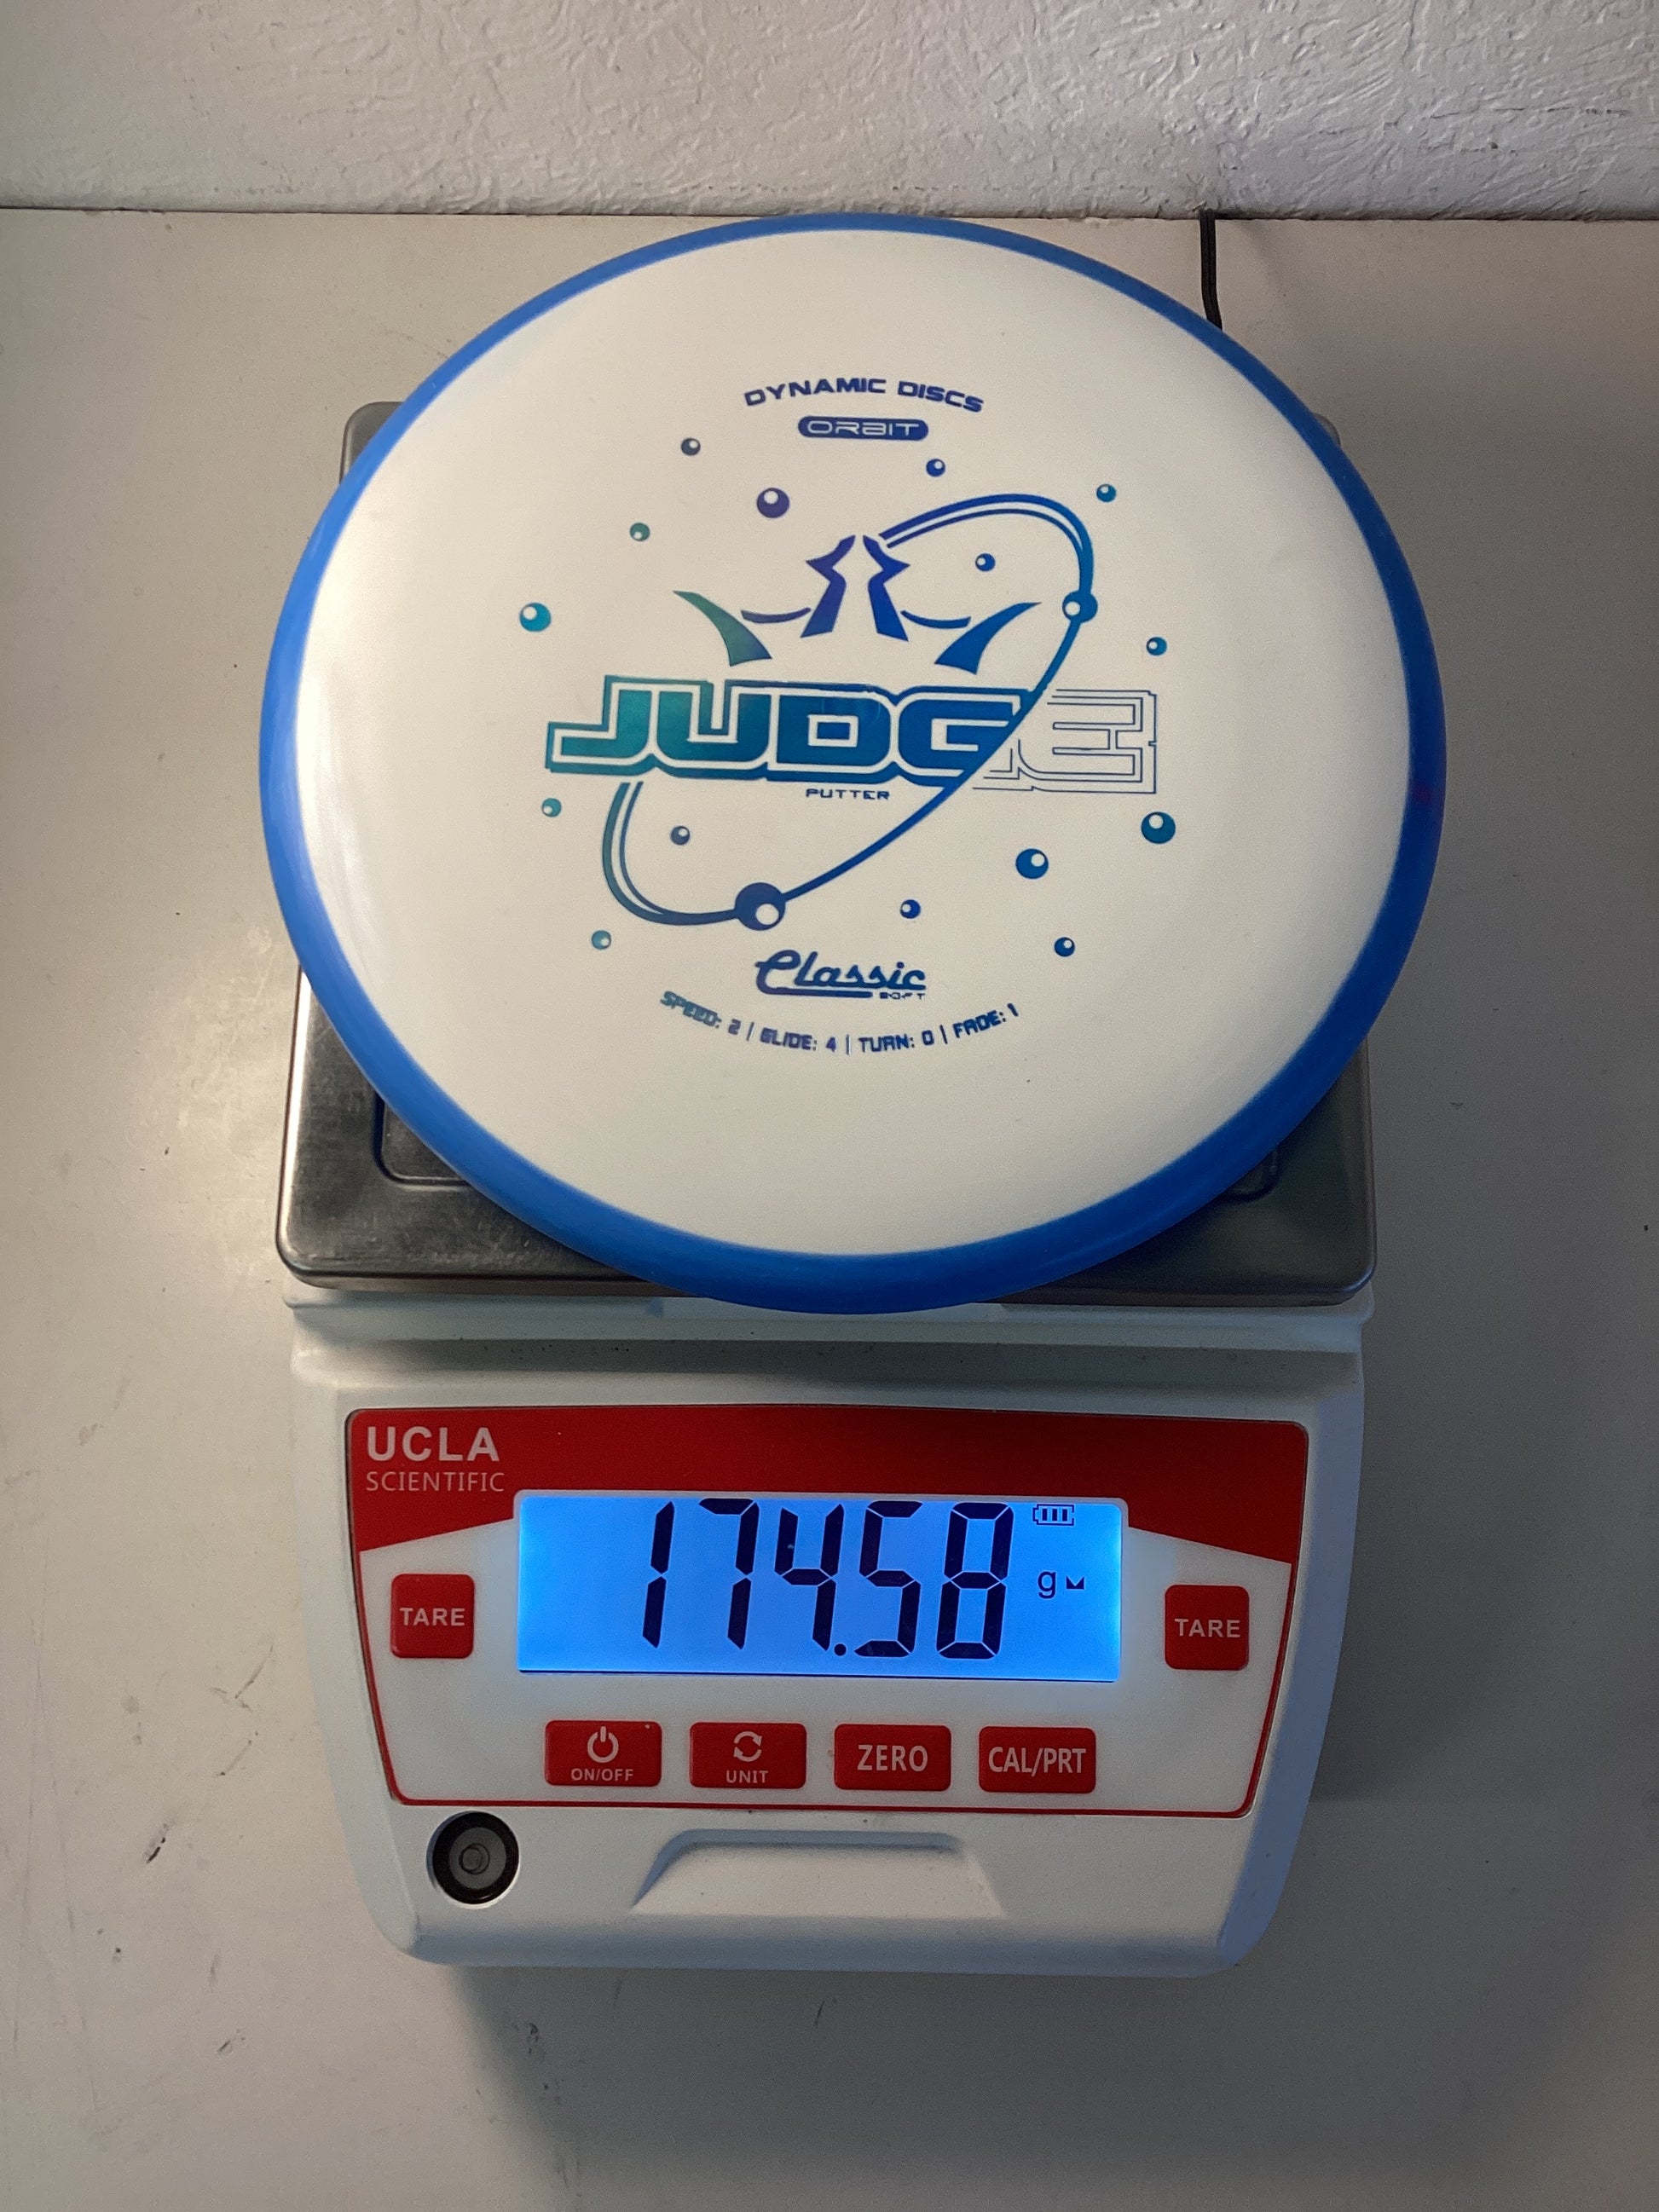 DYNAMIC DISCS
ORBIT
JUDGE
PUTTER
Classic
SOFT
SPEED: 2 | GLIDE: 4 | TURN: 0 | FADE: 1
UCLA
SCIENTIFIC
174.58 g
TARE
TARE
ON/OFF
UNIT
ZERO
CAL/PRT